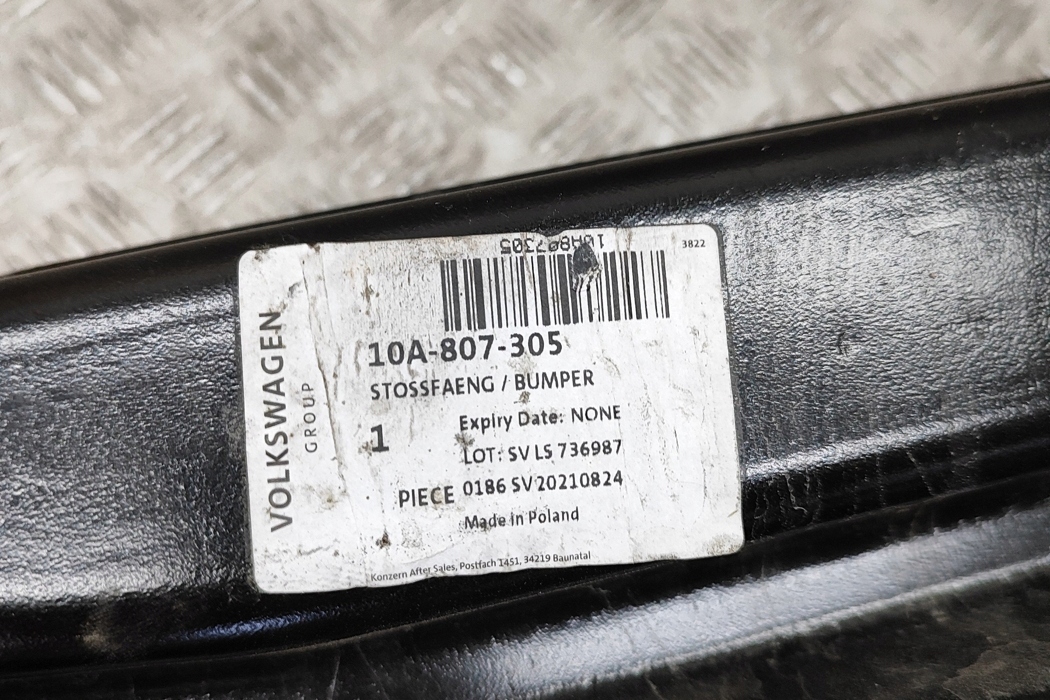 10A807305
3822
VOLKSWAGEN
GROUP
10A-807-305
STOSSFAENG / BUMPER
Expiry Date: NONE
1
LOT: SV LS 736987
PIECE 0186 SV 20210824
Made in Poland
Konzern After Sales, Postfach 1451, 34219 Baunatal